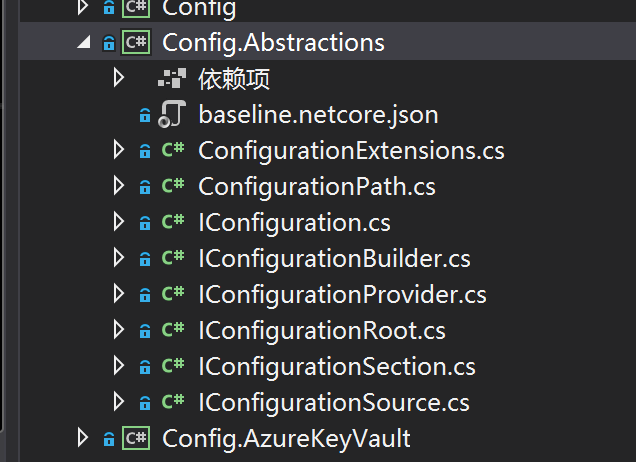 C# Config
C# Config.Abstractions
依赖项
baseline.netcore.json
C# ConfigurationExtensions.cs
C# ConfigurationPath.cs
C# IConfiguration.cs
C# IConfigurationBuilder.cs
C# IConfigurationProvider.cs
C# IConfigurationRoot.cs
C# IConfigurationSection.cs
C# IConfigurationSource.cs
C# Config.AzureKeyVault